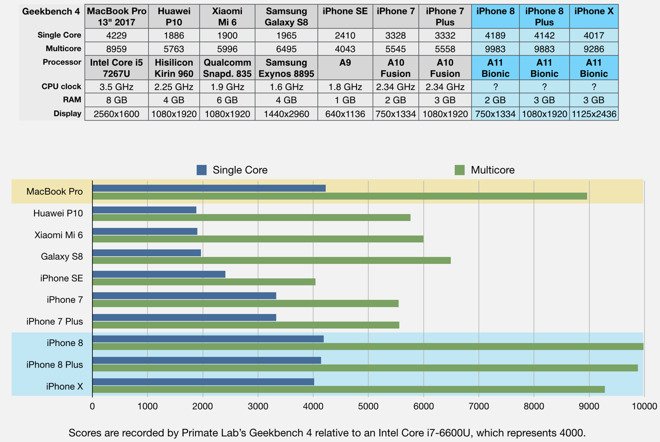 Geekbench 4 MacBook Pro 13" 2017 Huawei P10 Xiaomi Mi 6 Samsung Galaxy S8 iPhone SE iPhone 7 iPhone 7 Plus iPhone 8 iPhone 8 Plus iPhone X
Single Core 4229 1886 1900 1965 2410 3328 3332 4189 4142 4017
Multicore 8959 5763 5996 6495 4043 5545 5558 9983 9883 9286
Processor Intel Core i5 7267U Hisilicon Kirin 960 Qualcomm Snapd. 835 Samsung Exynos 8895 A9 A10 Fusion A10 Fusion A11 Bionic A11 Bionic A11 Bionic
CPU clock 3.5 GHz 2.25 GHz 1.9 GHz 1.6 GHz 1.8 GHz 2.34 GHz 2.34 GHz ? ? ?
RAM 8 GB 4 GB 6 GB 4 GB 1 GB 2 GB 3 GB 2 GB 3 GB 3 GB
Display 2560x1600 1080x1920 1080x1920 1440x2960 640x1136 750x1334 1080x1920 750x1334 1080x1920 1125x2436
Single Core Multicore
MacBook Pro
Huawei P10
Xiaomi Mi 6
Galaxy S8
iPhone SE
iPhone 7
iPhone 7 Plus
iPhone 8
iPhone 8 Plus
iPhone X
0 1000 2000 3000 4000 5000 6000 7000 8000 9000 10000
Scores are recorded by Primate Lab's Geekbench 4 relative to an Intel Core i7-6600U, which represents 4000.